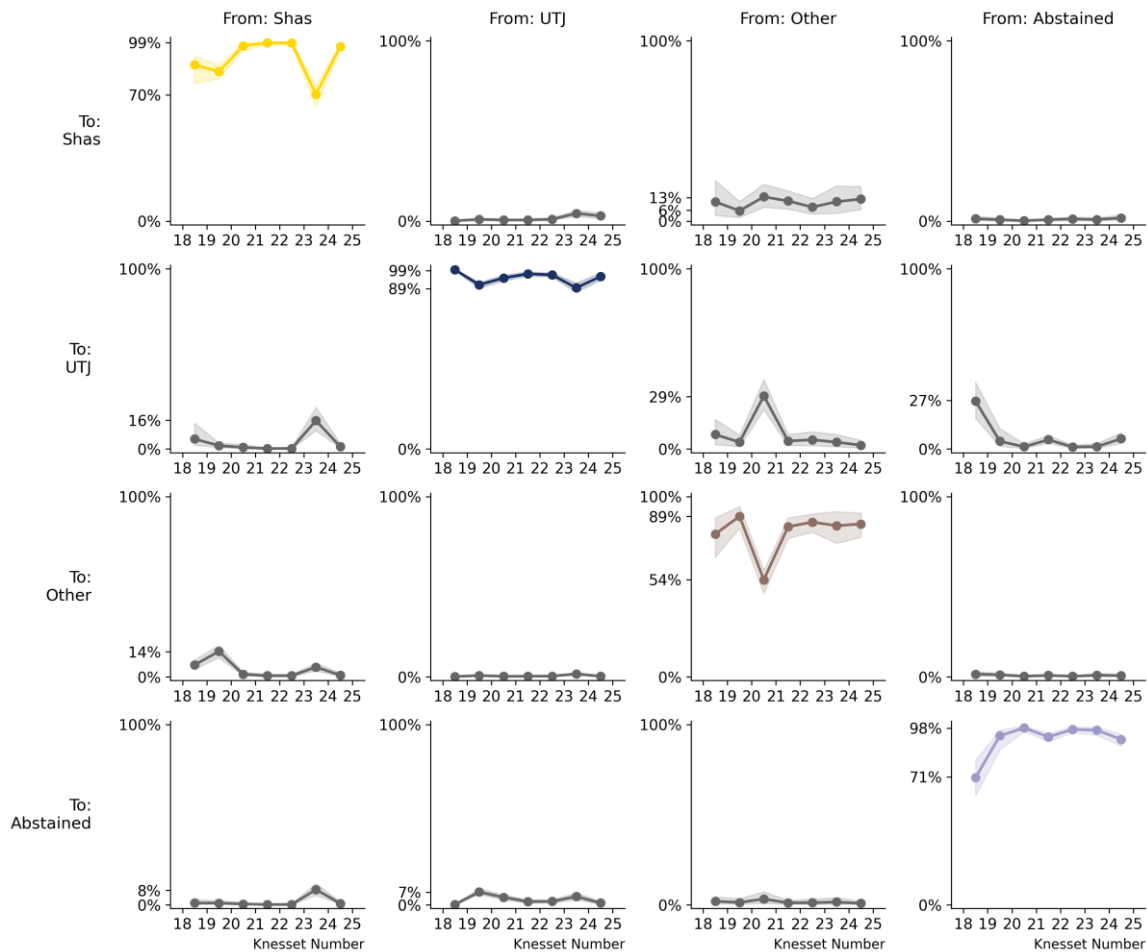 From: Shas From: UTJ From: Other From: Abstained
To:
Shas
99%
70%
0%
18 19 20 21 22 23 24 25
100%
0%
18 19 20 21 22 23 24 25
100%
13%
6%
0%
18 19 20 21 22 23 24 25
100%
0%
18 19 20 21 22 23 24 25
To:
UTJ
100%
16%
0%
18 19 20 21 22 23 24 25
99%
89%
0%
18 19 20 21 22 23 24 25
100%
29%
0%
18 19 20 21 22 23 24 25
100%
27%
0%
18 19 20 21 22 23 24 25
To:
Other
100%
14%
0%
18 19 20 21 22 23 24 25
100%
0%
18 19 20 21 22 23 24 25
100%
89%
54%
0%
18 19 20 21 22 23 24 25
100%
0%
18 19 20 21 22 23 24 25
To:
Abstained
100%
8%
0%
18 19 20 21 22 23 24 25
Knesset Number
100%
7%
0%
18 19 20 21 22 23 24 25
Knesset Number
100%
0%
18 19 20 21 22 23 24 25
Knesset Number
98%
71%
0%
18 19 20 21 22 23 24 25
Knesset Number